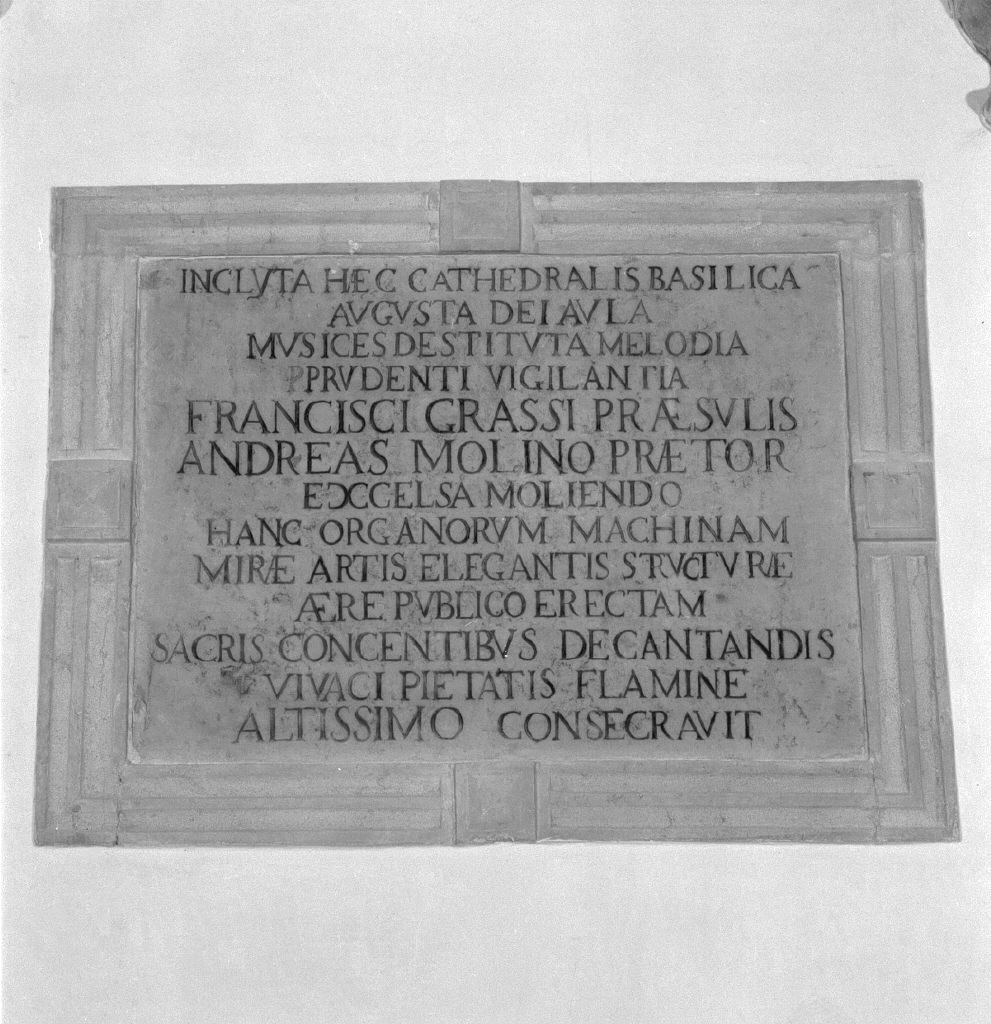 INCLYTA HÆC CATHEDRALIS BASILICA
AVGVSTA DEI AVLA
MVSICES DESTITVTA MELODIA
PRVDENTI VIGILANTIA
FRANCISCI GRASSI PRÆSVLIS
ANDREAS MOLINO PRÆTOR
EXCELSA MOLIENDO
HANC ORGANORVM MACHINAM
MIRÆ ARTIS ELEGANTIS STRVCTVRÆ
ÆRE PVBLICO ERECTAM
SACRIS CONCENTIBVS DECANTANDIS
VIVACI PIETATIS FLAMINE
ALTISSIMO CONSECRAVIT